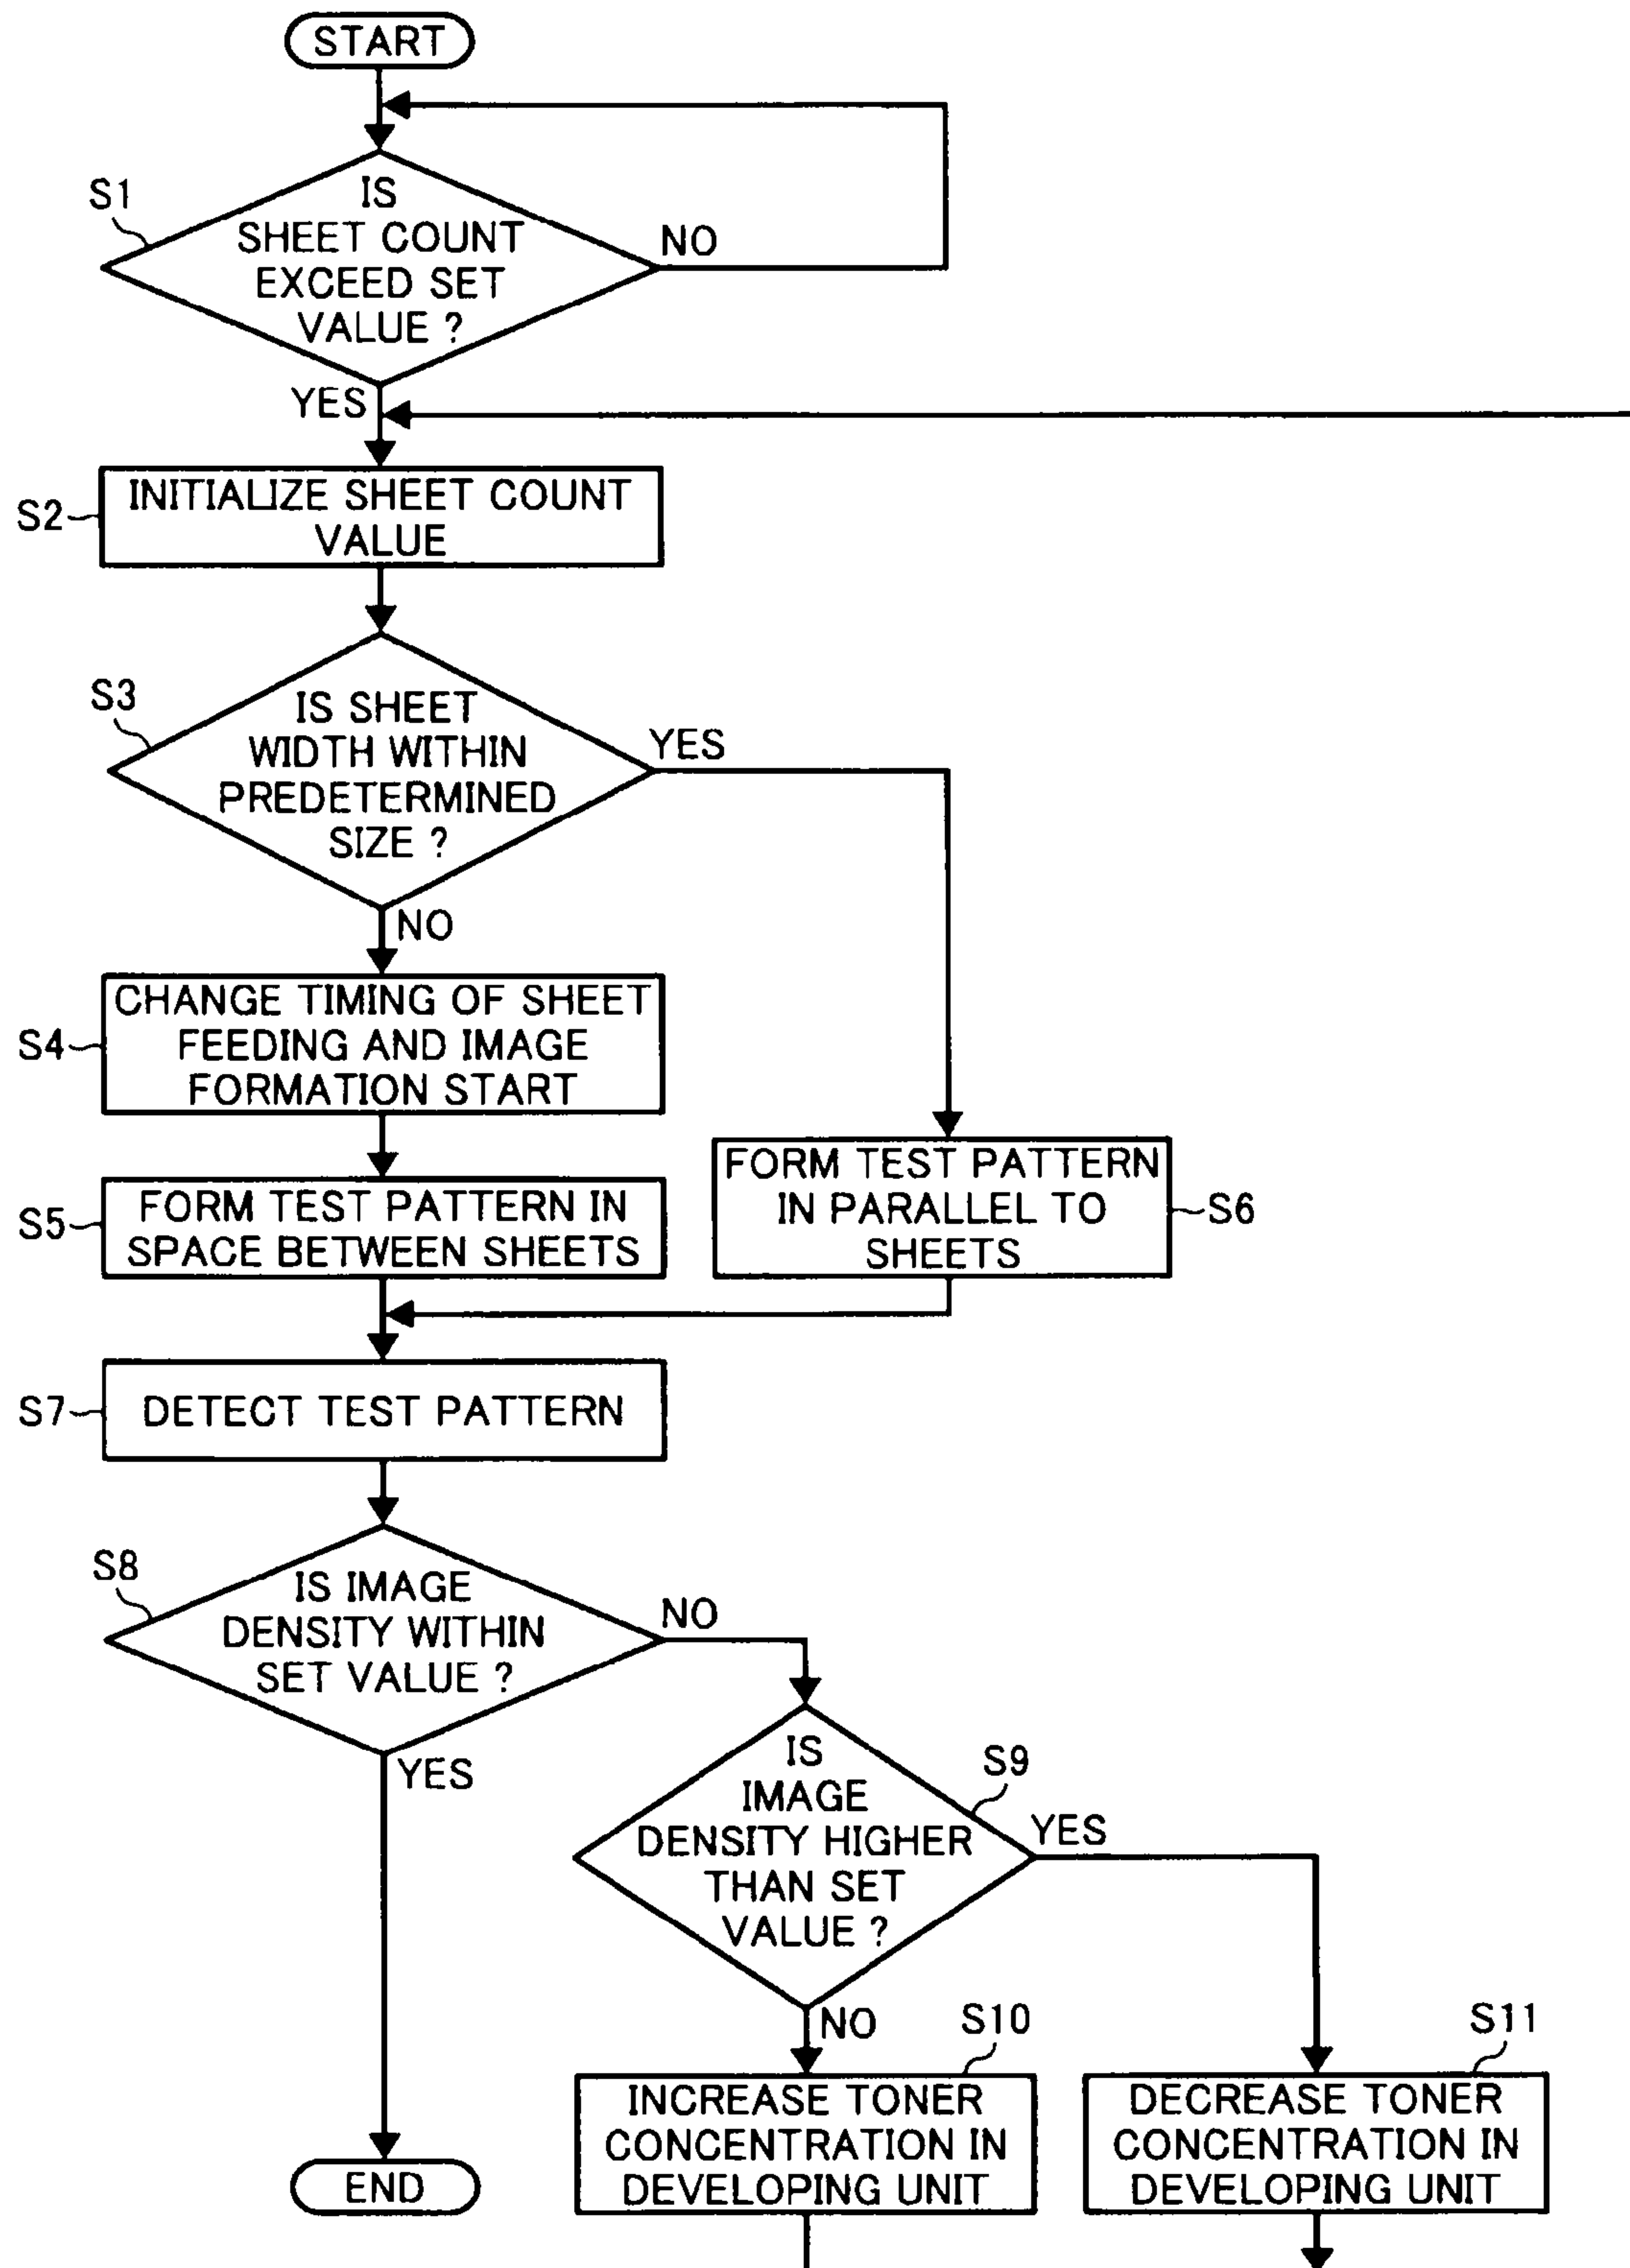 START
S1
IS
SHEET COUNT
EXCEED SET
VALUE ?
NO
YES
S2
INITIALIZE SHEET COUNT
VALUE
S3
IS SHEET
WIDTH WITHIN
PREDETERMINED
SIZE ?
YES
NO
S4
CHANGE TIMING OF SHEET
FEEDING AND IMAGE
FORMATION START
S5
FORM TEST PATTERN IN
SPACE BETWEEN SHEETS
FORM TEST PATTERN
IN PARALLEL TO
SHEETS
S6
S7
DETECT TEST PATTERN
S8
IS IMAGE
DENSITY WITHIN
SET VALUE ?
NO
YES
IS
IMAGE
DENSITY HIGHER
THAN SET
VALUE ?
S9
YES
NO
S10
INCREASE TONER
CONCENTRATION IN
DEVELOPING UNIT
S11
DECREASE TONER
CONCENTRATION IN
DEVELOPING UNIT
END